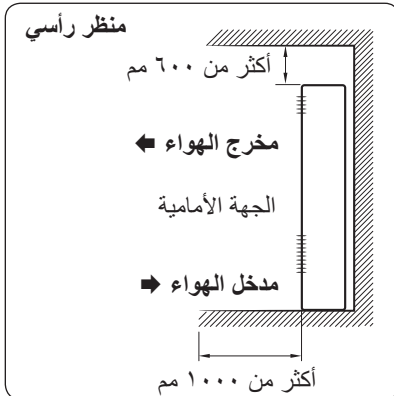 منظر رأسي
أكثر من ٦٠٠ مم
مخرج الهواء
الجهة الأمامية
مدخل الهواء
أكثر من ١٠٠٠ مم